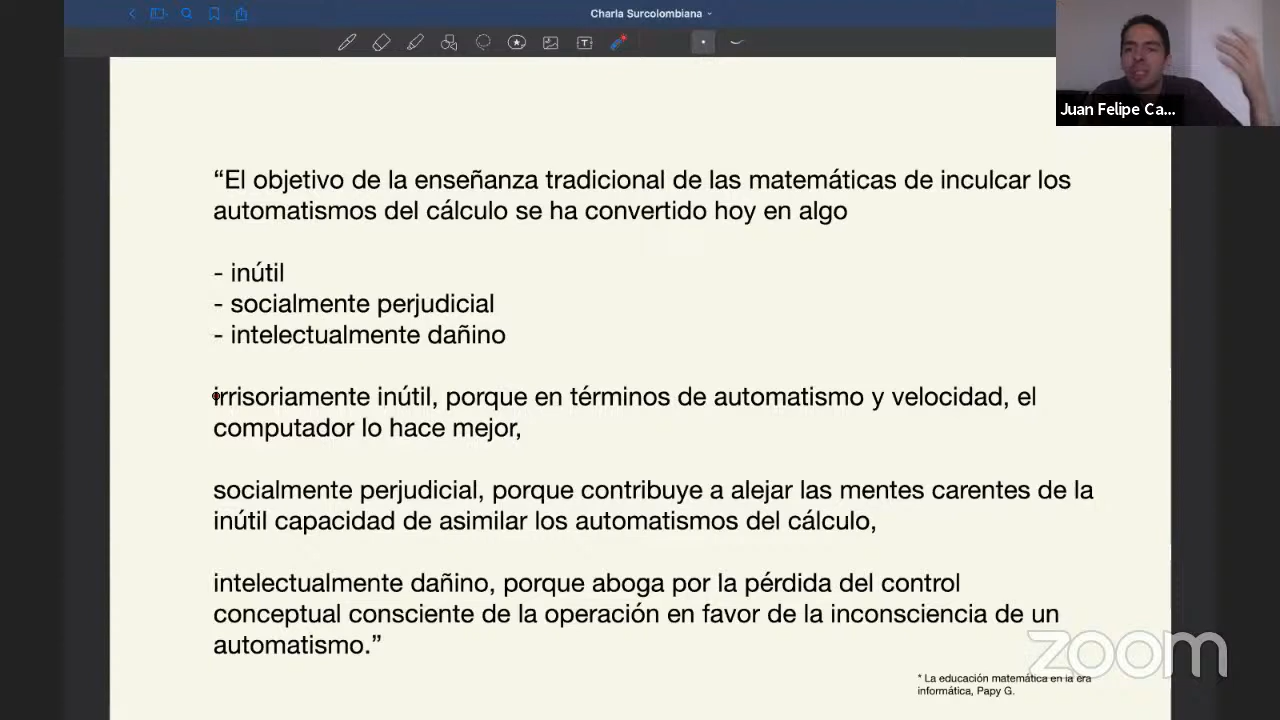 Charla Surcolombiana
Juan Felipe Ca...
“El objetivo de la enseñanza tradicional de las matemáticas de inculcar los
automatismos del cálculo se ha convertido hoy en algo
- inútil
- socialmente perjudicial
- intelectualmente dañino
irrisoriamente inútil, porque en términos de automatismo y velocidad, el
computador lo hace mejor,
socialmente perjudicial, porque contribuye a alejar las mentes carentes de la
inútil capacidad de asimilar los automatismos del cálculo,
intelectualmente dañino, porque aboga por la pérdida del control
conceptual consciente de la operación en favor de la inconsciencia de un
automatismo.”
zoom
* La educación matemática en la era
informática, Papy G.